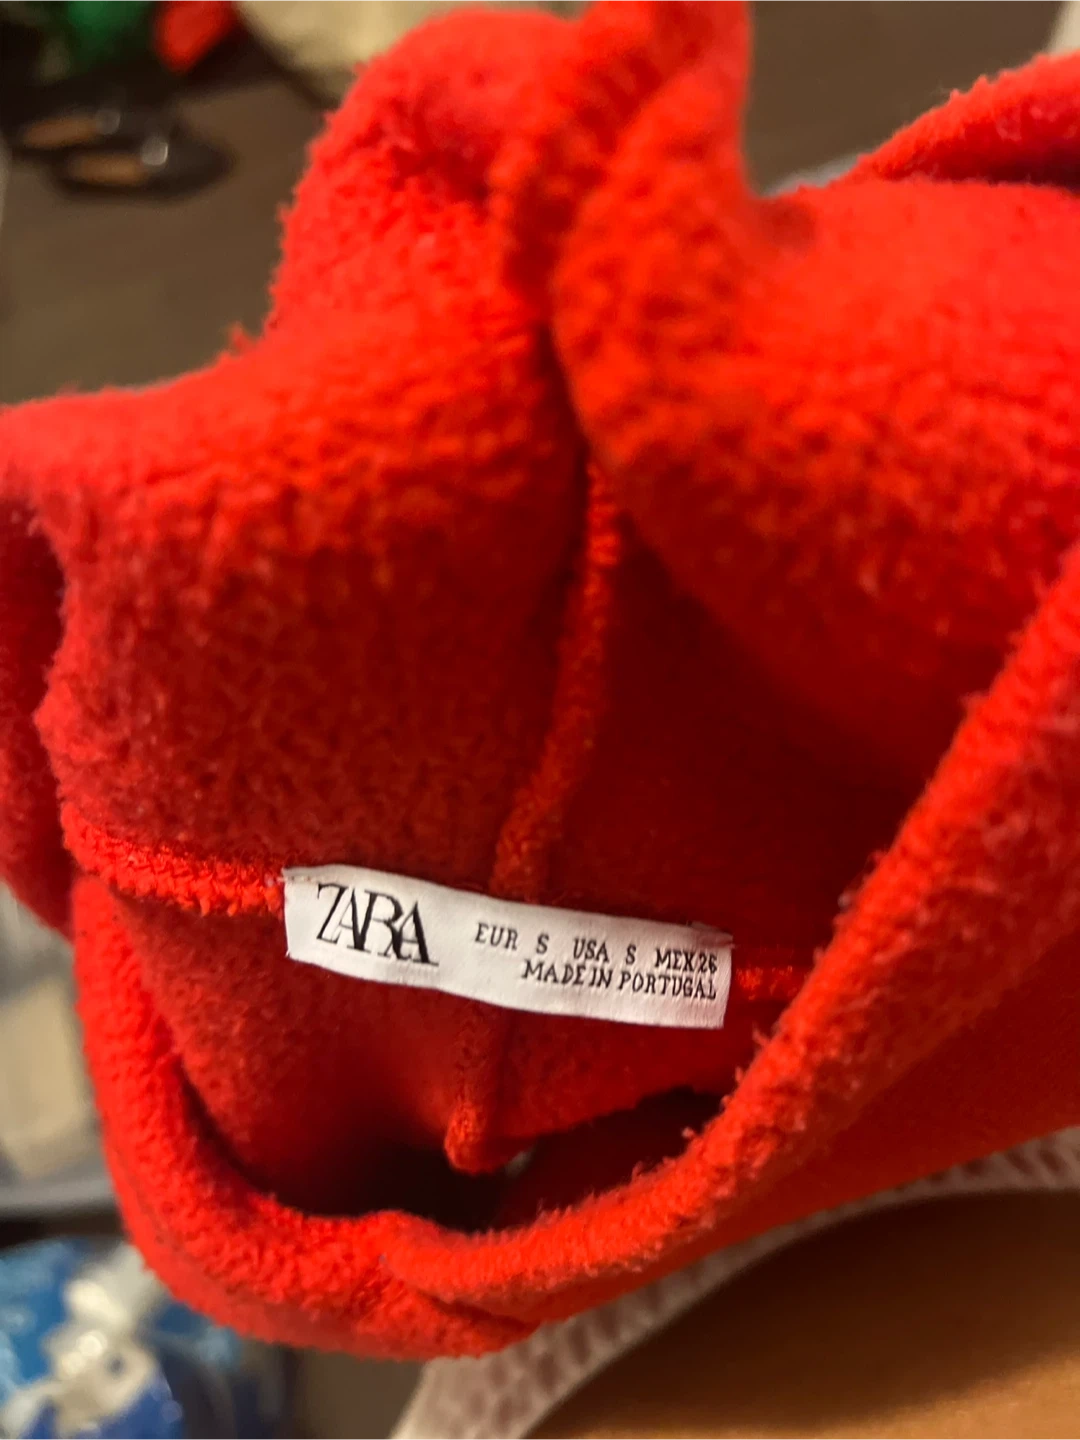 ZARA
EUR S USA S MEX 26
MADE IN PORTUGAL